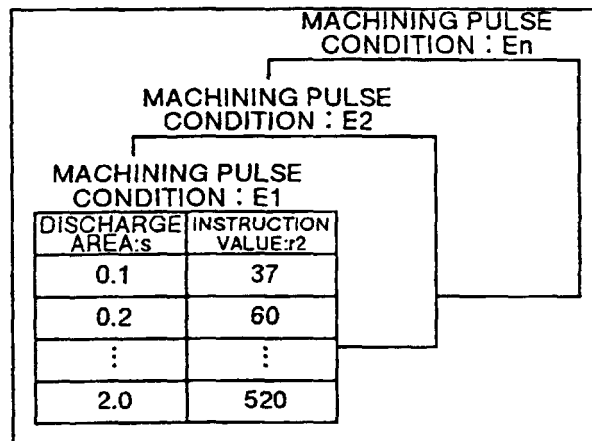 MACHINING PULSE
CONDITION : En
MACHINING PULSE
CONDITION : E2
MACHINING PULSE
CONDITION : E1
DISCHARGE AREA:s INSTRUCTION VALUE:r2
0.1 37
0.2 60
⋮ ⋮
2.0 520